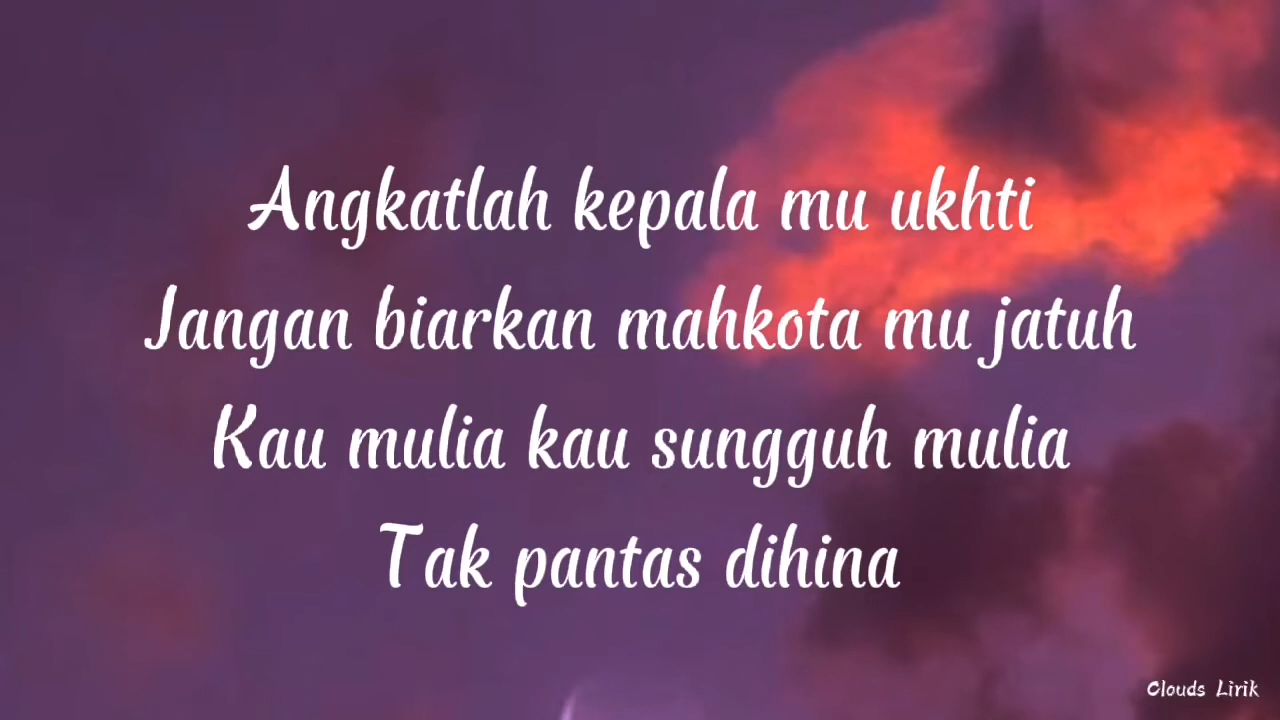 Angkatlah kepala mu ukhti
Jangan biarkan mahkota mu jatuh
Kau mulia kau sungguh mulia
Tak pantas dihina
Clouds Lirik